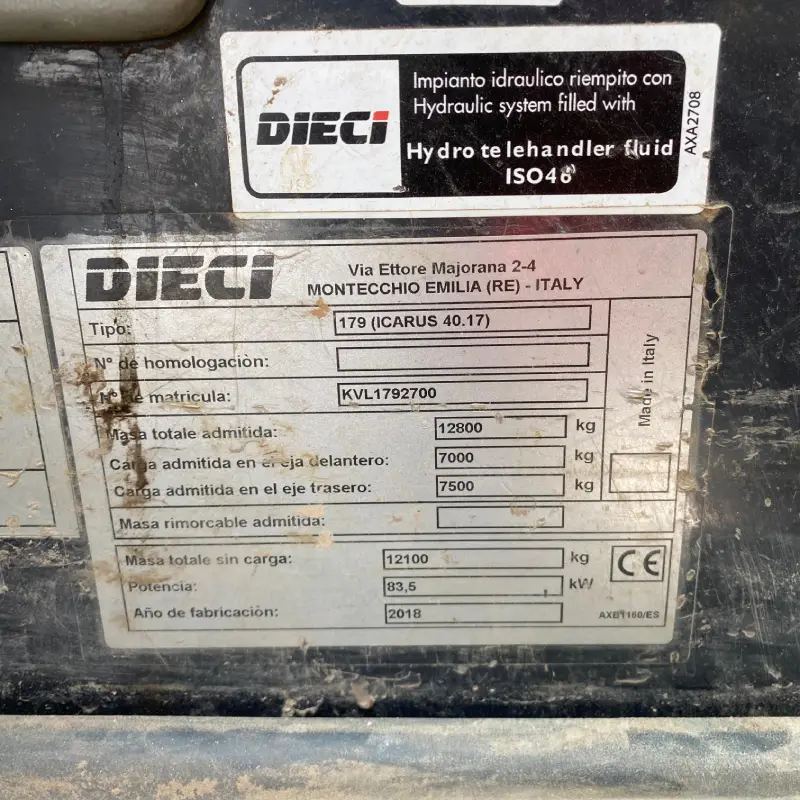 DIECI
Impianto idraulico riempito con
Hydraulic system filled with
Hydro telehandler fluid
ISO46
AXA2708
DIECI
Via Ettore Majorana 2-4
MONTECCHIO EMILIA (RE) - ITALY
Tipo: 179 (ICARUS 40.17)
N° de homologaciòn:
N° de matricula: KVL1792700
Masa totale admitida: 12800 kg
Carga admitida en el eja delantero: 7000 kg
Carga admitida en el eje trasero: 7500 kg
Masa rimorcable admitida:
Made in Italy
Masa totale sin carga: 12100 kg
Potencia: 83,5 kW
Año de fabricaciòn: 2018
CE
AXB1160/ES